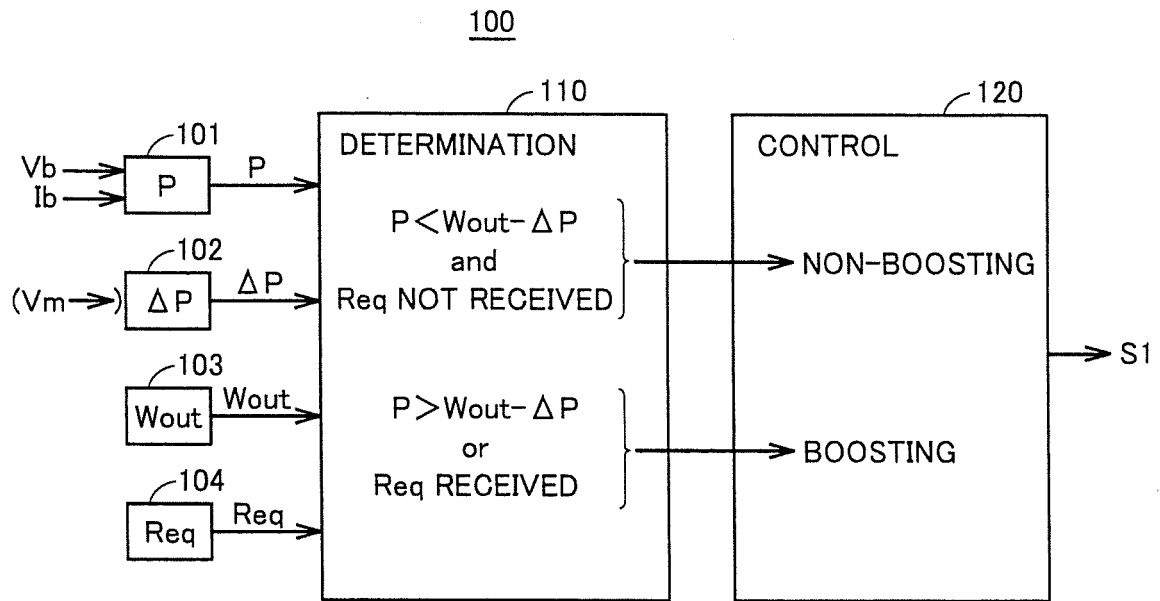 100
110
120
101
DETERMINATION
CONTROL
Vb
Ib
P
P
P<Wout-ΔP
and
Req NOT RECEIVED
NON-BOOSTING
102
(Vm )
ΔP
ΔP
S1
103
Wout
Wout
P>Wout-ΔP
or
Req RECEIVED
BOOSTING
104
Req
Req